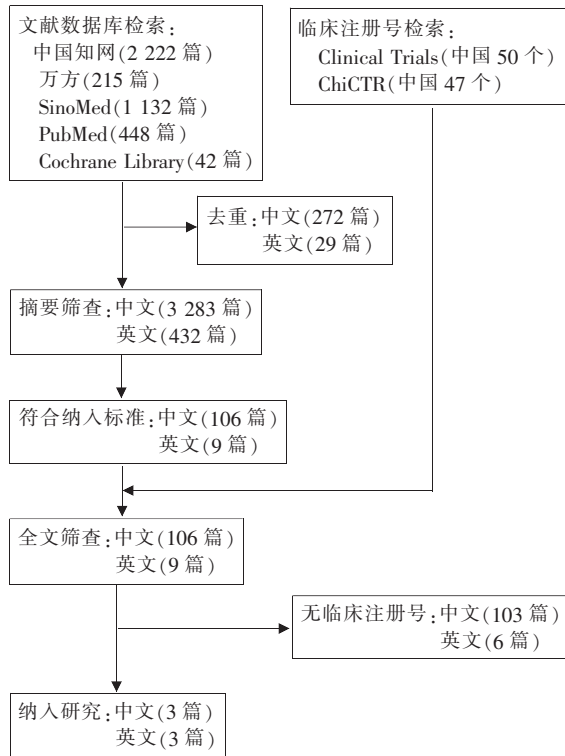 文献数据库检索：
中国知网(2 222 篇)
万方(215 篇)
SinoMed(1 132 篇)
PubMed(448 篇)
Cochrane Library(42 篇)
临床注册号检索：
Clinical Trials(中国 50 个)
ChiCTR(中国 47 个)
去重：中文(272 篇)
英文(29 篇)
摘要筛查：中文(3 283 篇)
英文(432 篇)
符合纳入标准：中文(106 篇)
英文(9 篇)
全文筛查：中文(106 篇)
英文(9 篇)
无临床注册号：中文(103 篇)
英文(6 篇)
纳入研究：中文(3 篇)
英文(3 篇)